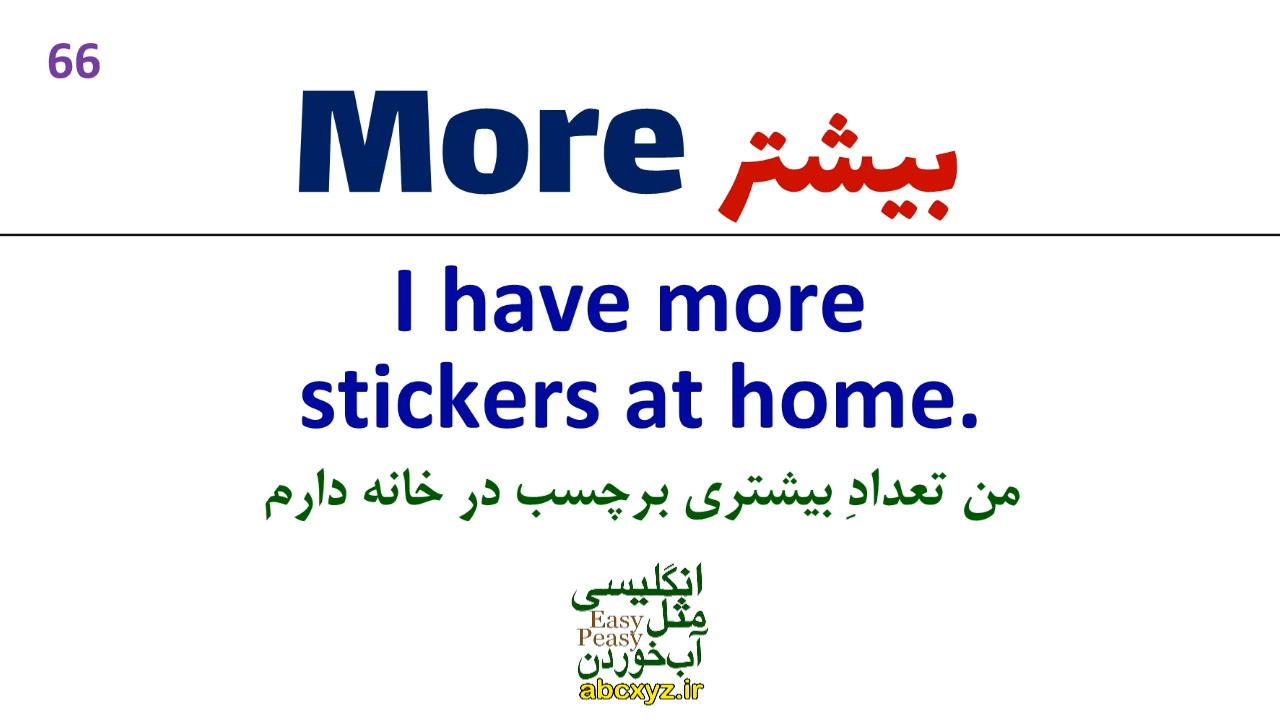 66
More بیشتر
I have more
stickers at home.
من تعدادِ بیشتری برچسب در خانه دارم
انگلیسی
مثل Easy
Peasy
آب‌خوردن
abcxyz.ir